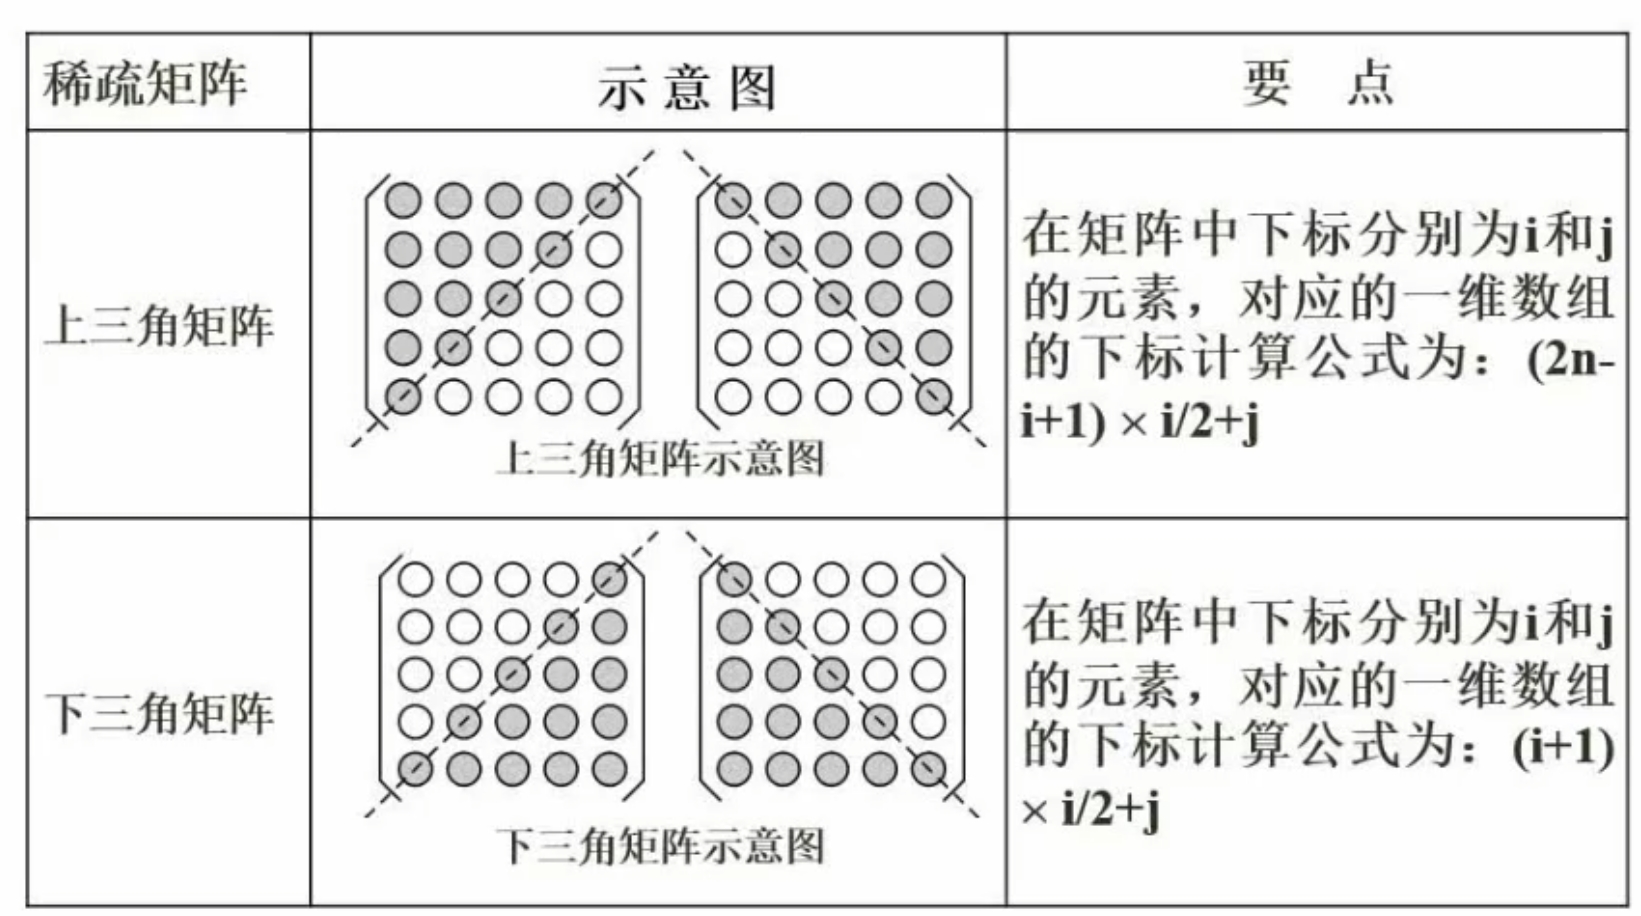 稀疏矩阵
示意图
要 点
上三角矩阵
上三角矩阵示意图
在矩阵中下标分别为i和j
的元素，对应的一维数组
的下标计算公式为：(2n-
i+1) × i/2+j
下三角矩阵
下三角矩阵示意图
在矩阵中下标分别为i和j
的元素，对应的一维数组
的下标计算公式为：(i+1)
× i/2+j